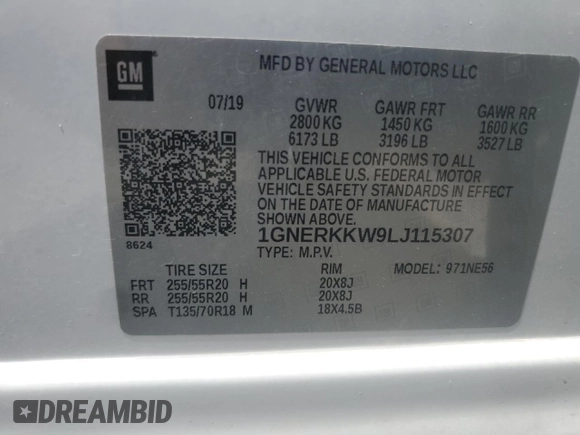 GM
MFD BY GENERAL MOTORS LLC
07/19 GVWR GAWR FRT GAWR RR
2800 KG 1450 KG 1600 KG
6173 LB 3196 LB 3527 LB
THIS VEHICLE CONFORMS TO ALL
APPLICABLE U.S. FEDERAL MOTOR
VEHICLE SAFETY STANDARDS IN EFFECT
ON THE DATE OF MANUFACTURE
SHOWN ABOVE.
8624
1GNERKKW9LJ115307
TYPE: M.P.V. MODEL: 971NE56
TIRE SIZE RIM
FRT 255/55R20 H 20X8J
RR 255/55R20 H 20X8J
SPA T135/70R18 M 18X4.5B
DREAMBID